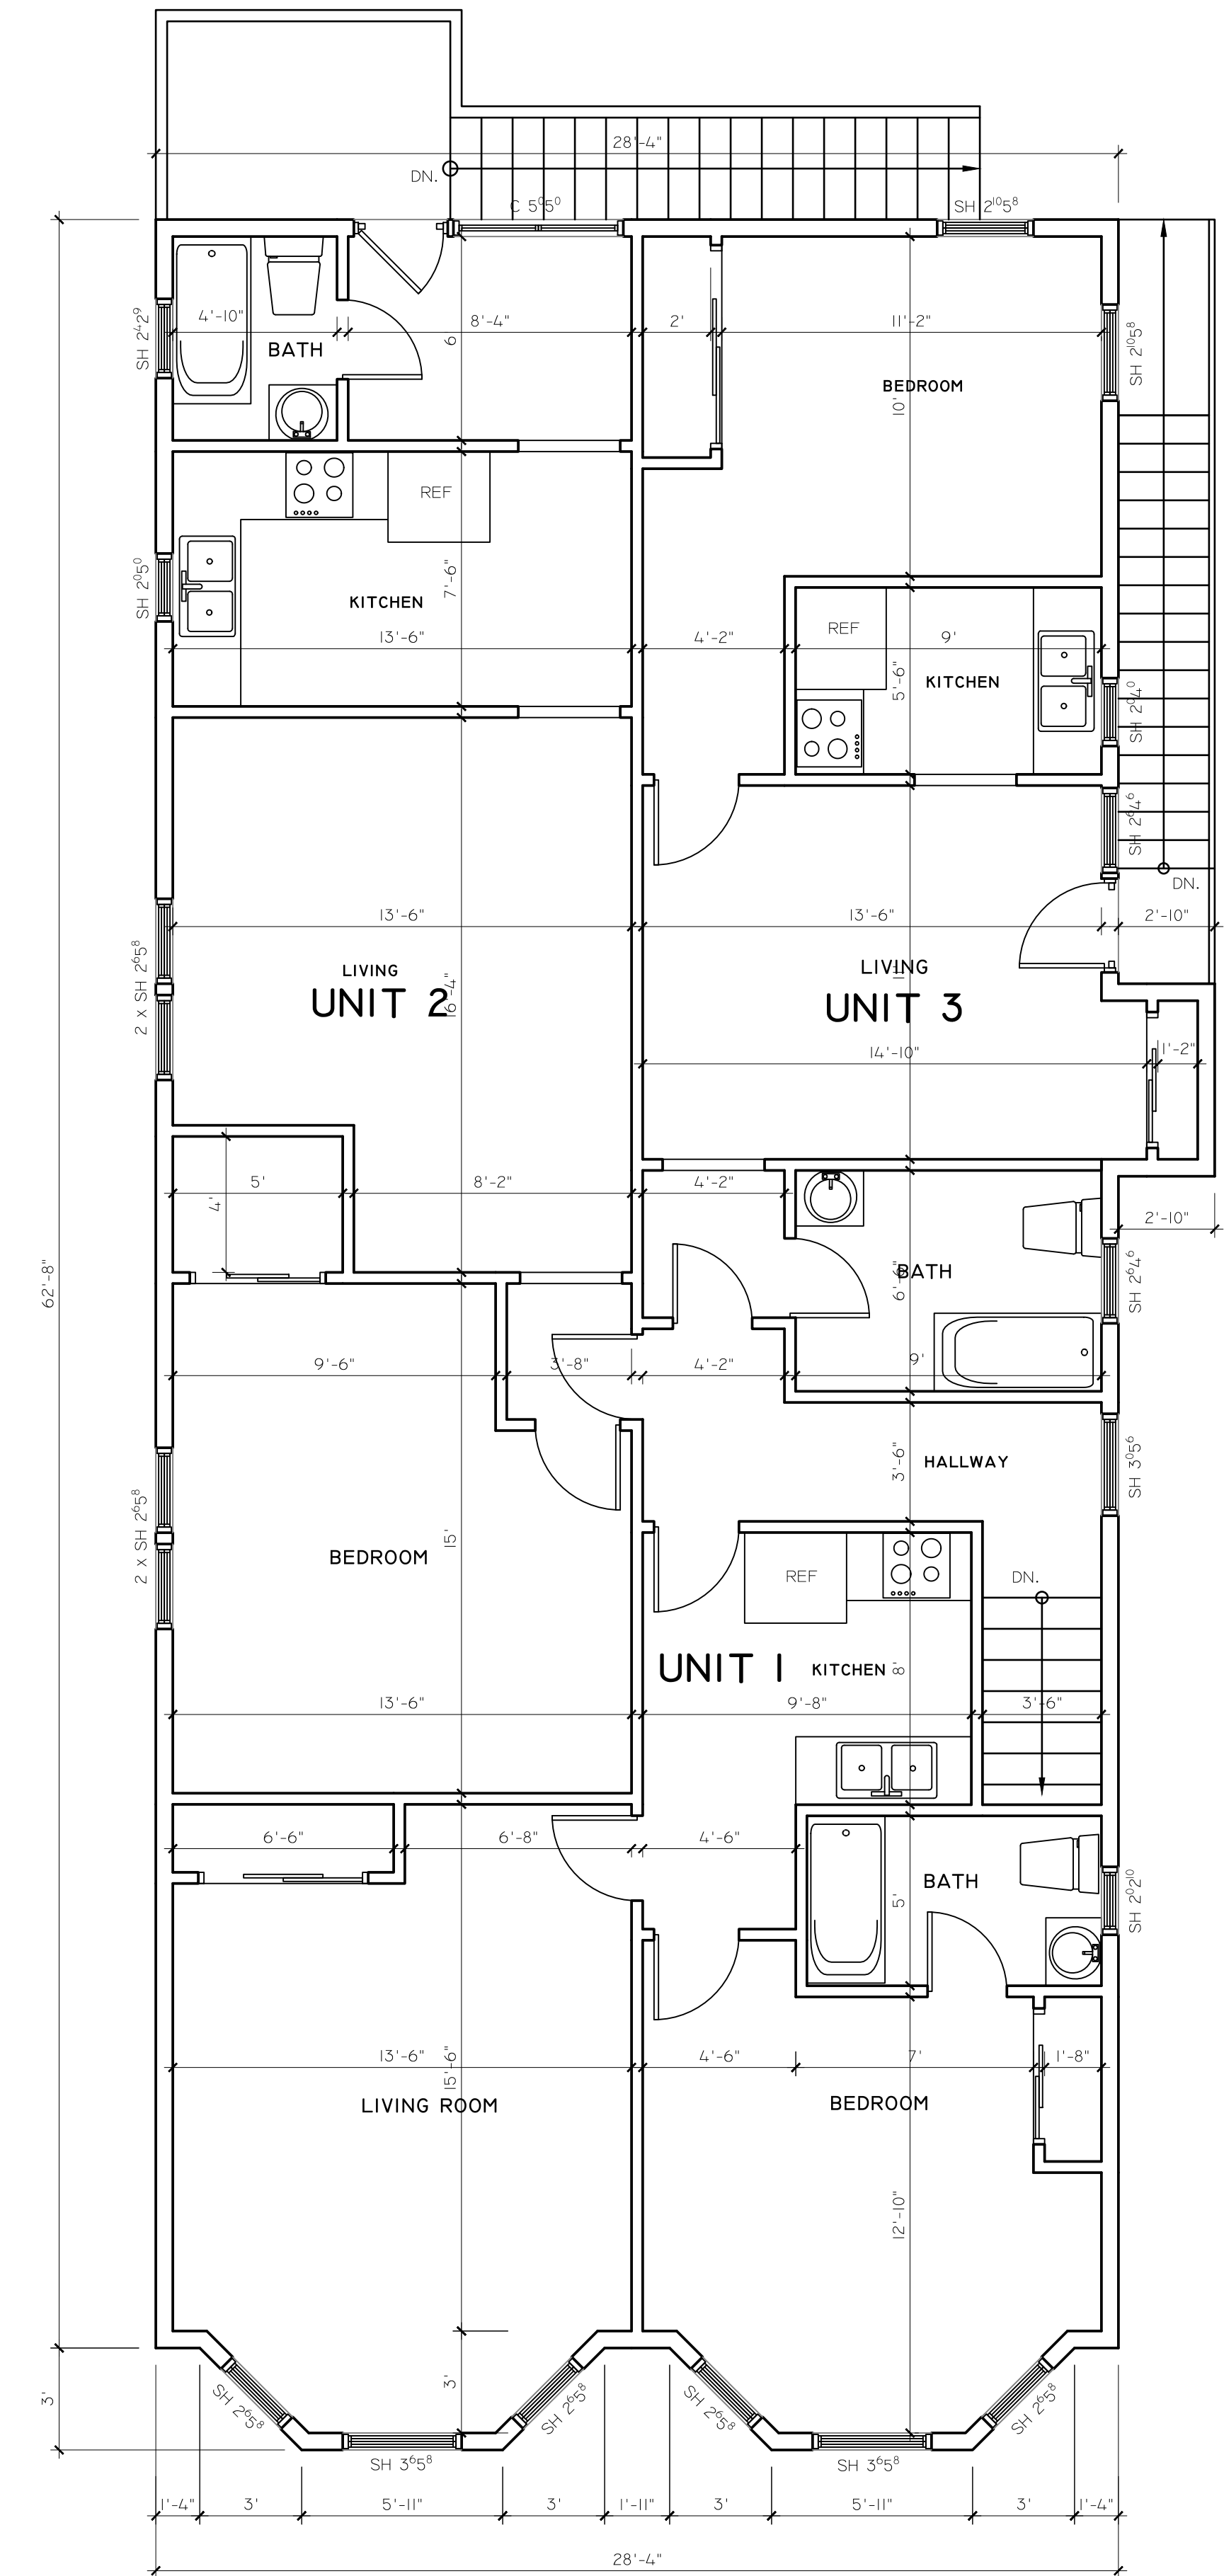 28'-4"
DN.
C 5⁰5⁰
SH 2¹⁰5⁸
SH 2⁴2⁹
4'-10"
BATH
6'
8'-4"
2'
11'-2"
BEDROOM
10'
SH 2¹⁰5⁸
REF
SH 2⁰5⁰
KITCHEN
7'-6"
13'-6"
4'-2"
REF
9'
5'-6"
KITCHEN
SH 2⁰4⁰
SH 2⁶4⁶
DN.
13'-6"
13'-6"
2'-10"
2 X SH 2⁶5⁸
LIVING
UNIT 2
16'-4"
LIVING
11'
UNIT 3
14'-10"
1'-2"
5'
4'
8'-2"
4'-2"
2'-10"
62'-8"
BATH
6'-6"
SH 2⁶4⁶
9'-6"
3'-8"
4'-2"
9'
2 X SH 2⁶5⁸
3'-6"
HALLWAY
SH 3⁰5⁶
BEDROOM
15'
REF
DN.
UNIT 1
KITCHEN
8'
13'-6"
9'-8"
3'-6"
6'-6"
6'-8"
4'-6"
BATH
5'
SH 2⁰2¹⁰
13'-6"
15'-6"
4'-6"
7'
1'-8"
LIVING ROOM
BEDROOM
12'-10"
3'
3'
SH 2⁶5⁸
SH 2⁶5⁸
SH 2⁶5⁸
SH 2⁶5⁸
SH 3⁶5⁸
SH 3⁶5⁸
1'-4"
3'
5'-11"
3'
1'-11"
3'
5'-11"
3'
1'-4"
28'-4"